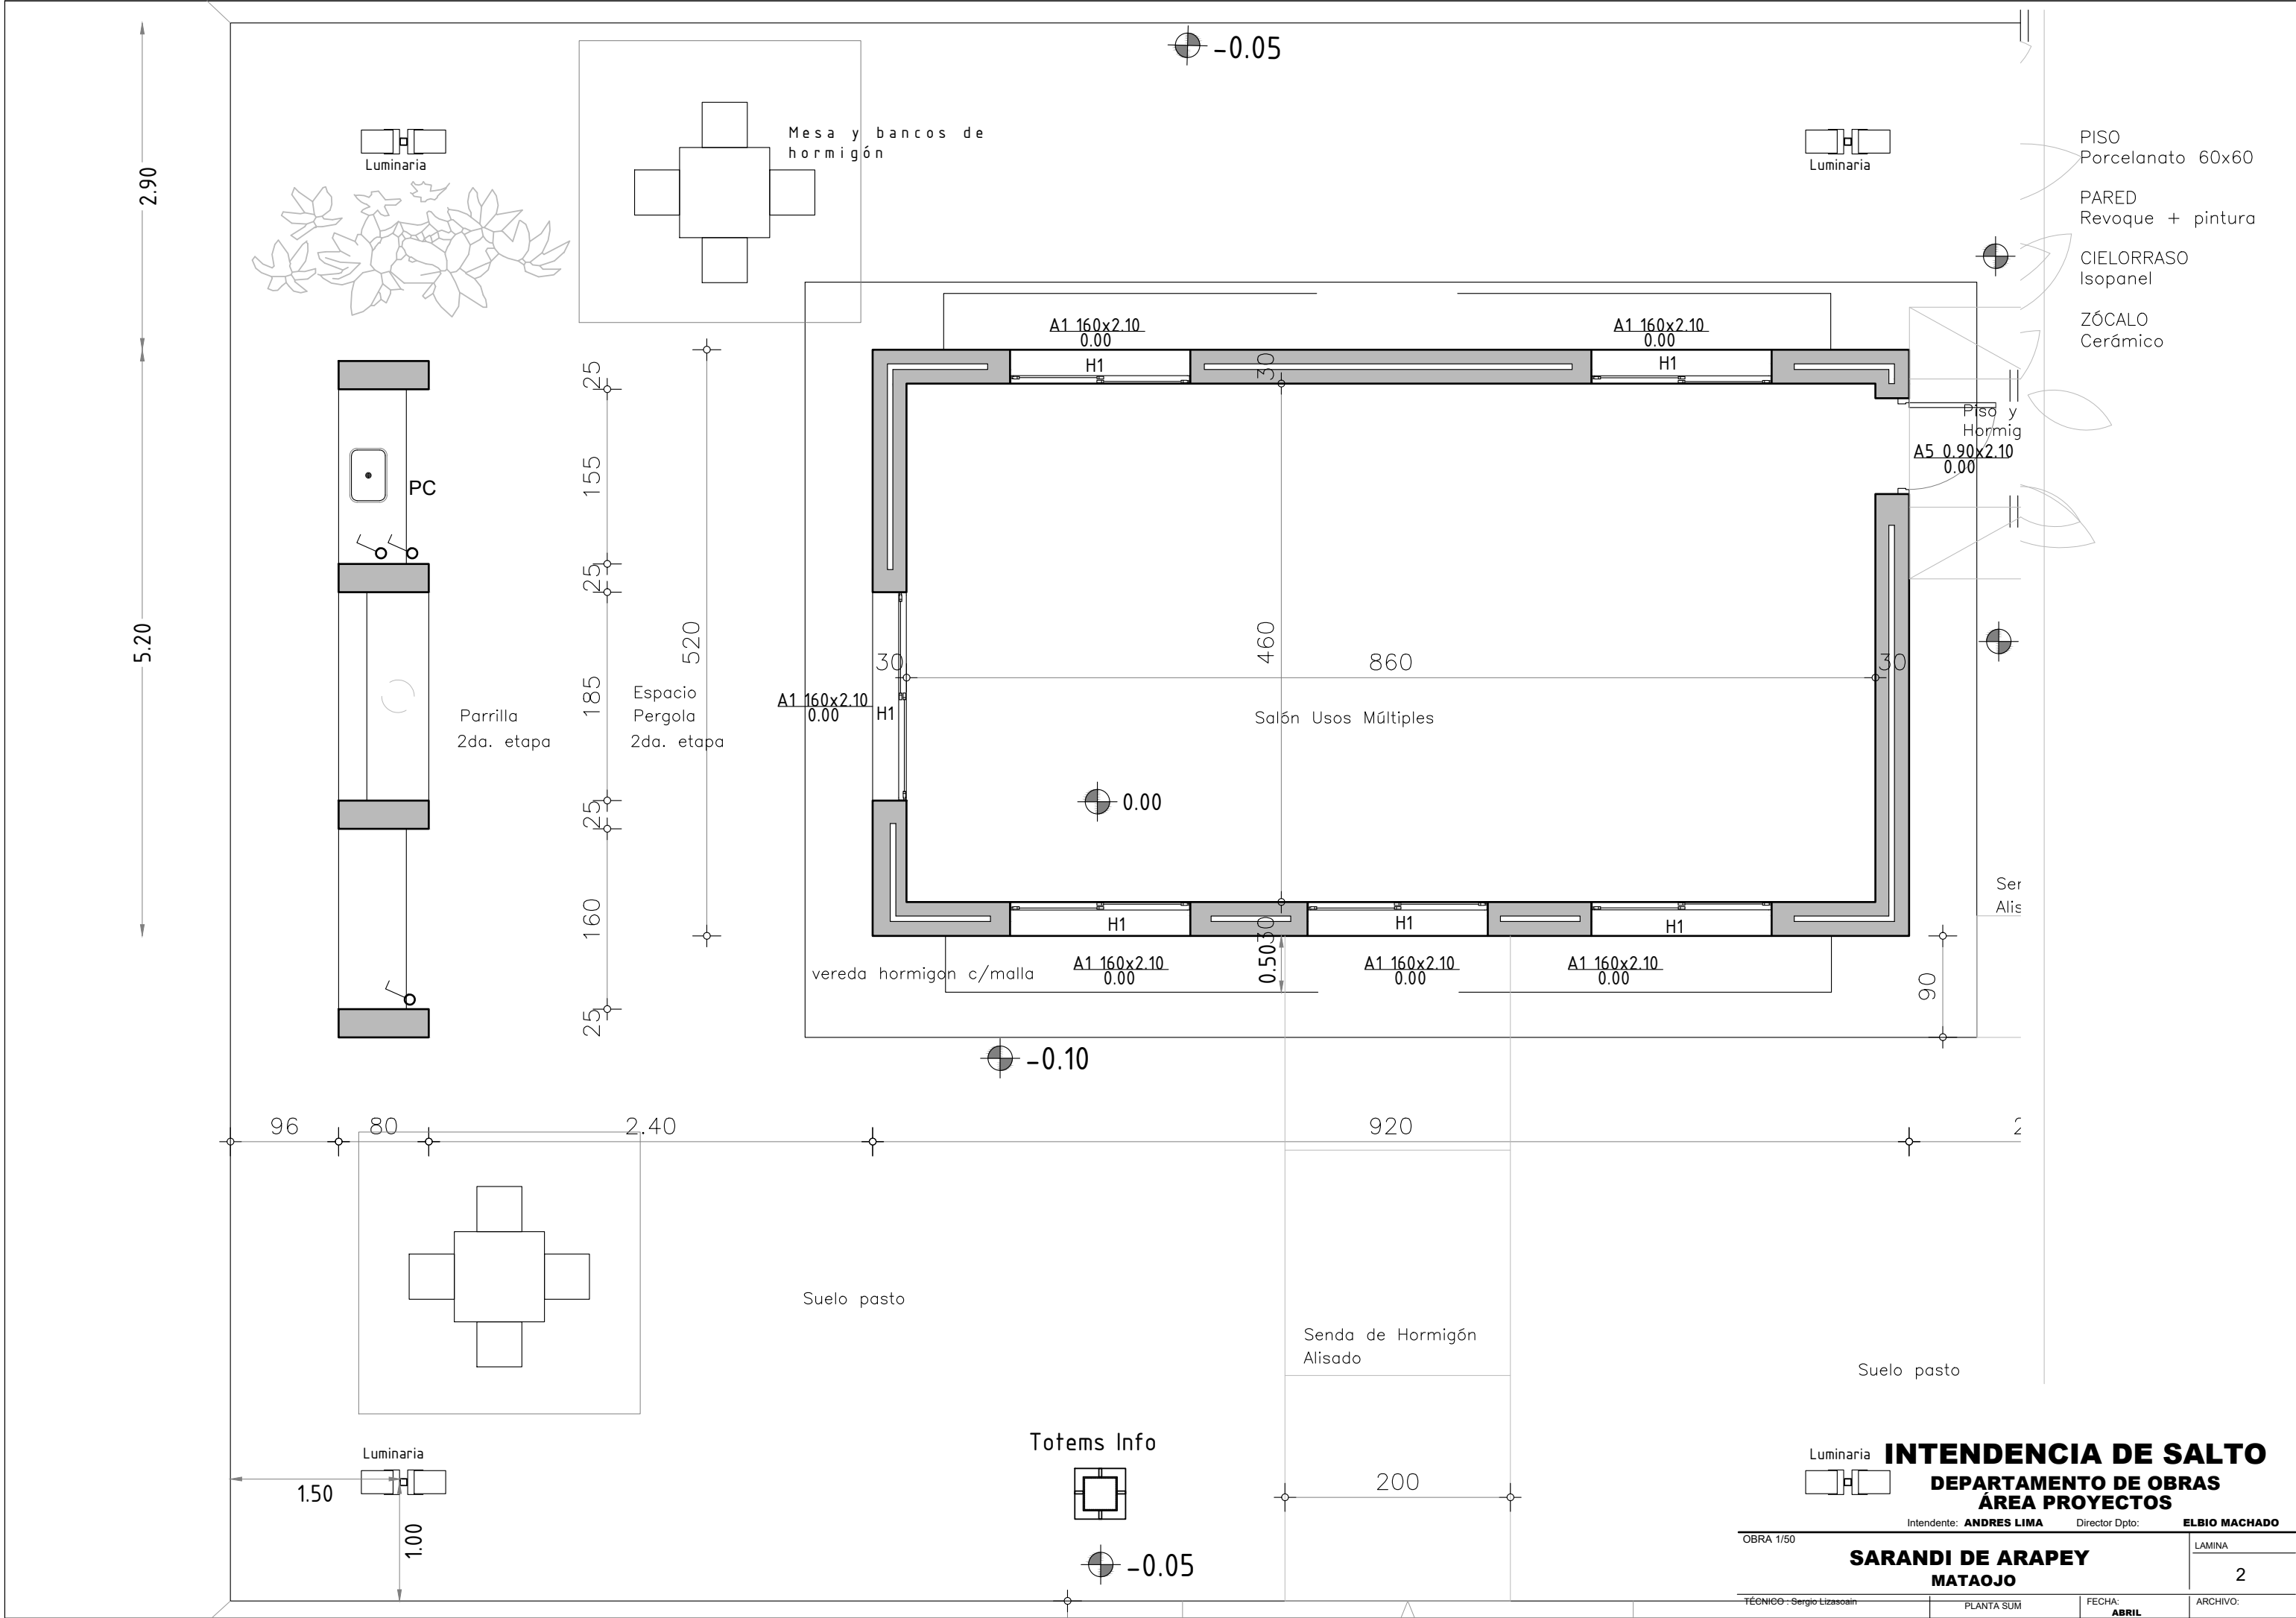 -0.05
Mesa y bancos de
hormigón
Luminaria
Luminaria
PISO
Porcelanato 60x60
PARED
Revoque + pintura
CIELORRASO
Isopanel
ZÓCALO
Cerámico
2.90
5.20
A1 160x2.10
0.00
H1
A1 160x2.10
0.00
H1
30
25
155
25
185
25
160
25
520
PC
Piso y
Hormig
A5 0.90x2.10
0.00
460
30
860
30
A1 160x2.10
0.00
H1
Parrilla
2da. etapa
Espacio
Pergola
2da. etapa
Salón Usos Múltiples
0.00
Ser
Alis
H1
H1
H1
30
0.50
vereda hormigon c/malla
A1 160x2.10
0.00
A1 160x2.10
0.00
A1 160x2.10
0.00
90
-0.10
96
80
2.40
920
2
Suelo pasto
Senda de Hormigón
Alisado
Suelo pasto
Luminaria
1.50
1.00
Totems Info
-0.05
200
Luminaria
INTENDENCIA DE SALTO
DEPARTAMENTO DE OBRAS
ÁREA PROYECTOS
Intendente: ANDRES LIMA Director Dpto: ELBIO MACHADO
OBRA 1/50
SARANDI DE ARAPEY
MATAOJO
LAMINA
2
TÉCNICO : Sergio Lizasoain
PLANTA SUM
FECHA:
ABRIL
ARCHIVO: